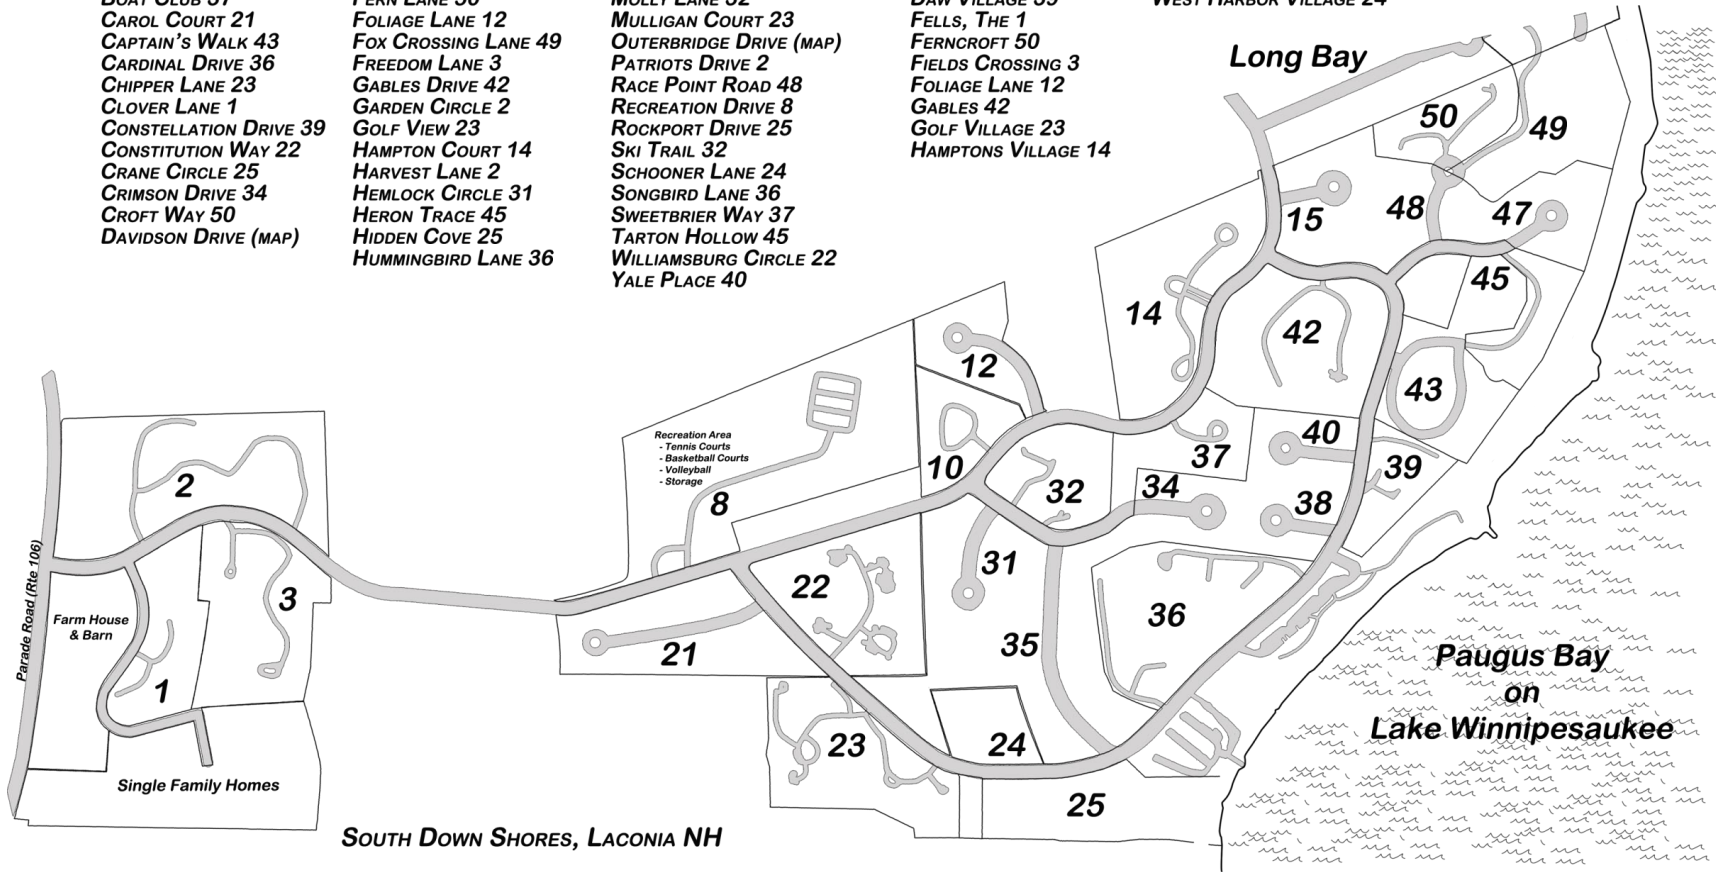 CAROL COURT 21
CAPTAIN'S WALK 43
CARDINAL DRIVE 36
CHIPPER LANE 23
CLOVER LANE 1
CONSTELLATION DRIVE 39
CONSTITUTION WAY 22
CRANE CIRCLE 25
CRIMSON DRIVE 34
CROFT WAY 50
DAVIDSON DRIVE (MAP)
FOLIAGE LANE 12
FOX CROSSING LANE 49
FREEDOM LANE 3
GABLES DRIVE 42
GARDEN CIRCLE 2
GOLF VIEW 23
HAMPTON COURT 14
HARVEST LANE 2
HEMLOCK CIRCLE 31
HERON TRACE 45
HIDDEN COVE 25
HUMMINGBIRD LANE 36
MULLIGAN COURT 23
OUTERBRIDGE DRIVE (MAP)
PATRIOTS DRIVE 2
RACE POINT ROAD 48
RECREATION DRIVE 8
ROCKPORT DRIVE 25
SKI TRAIL 32
SCHOONER LANE 24
SONGBIRD LANE 36
SWEETBRIER WAY 37
TARTON HOLLOW 45
WILLIAMSBURG CIRCLE 22
YALE PLACE 40
FELLS, THE 1
FERNCROFT 50
FIELDS CROSSING 3
FOLIAGE LANE 12
GABLES 42
GOLF VILLAGE 23
HAMPTONS VILLAGE 14
WEST HARBOR VILLAGE 24
Long Bay
50
49
15
48
47
45
14
42
43
12
40
39
37
10
32
34
38
Recreation Area
- Tennis Courts
- Basketball Courts
- Volleyball
- Storage
8
2
3
Parade Road (Rte 106)
Farm House
& Barn
1
Single Family Homes
22
21
31
35
36
23
24
25
Paugus Bay
on
Lake Winnipesaukee
SOUTH DOWN SHORES, LACONIA NH